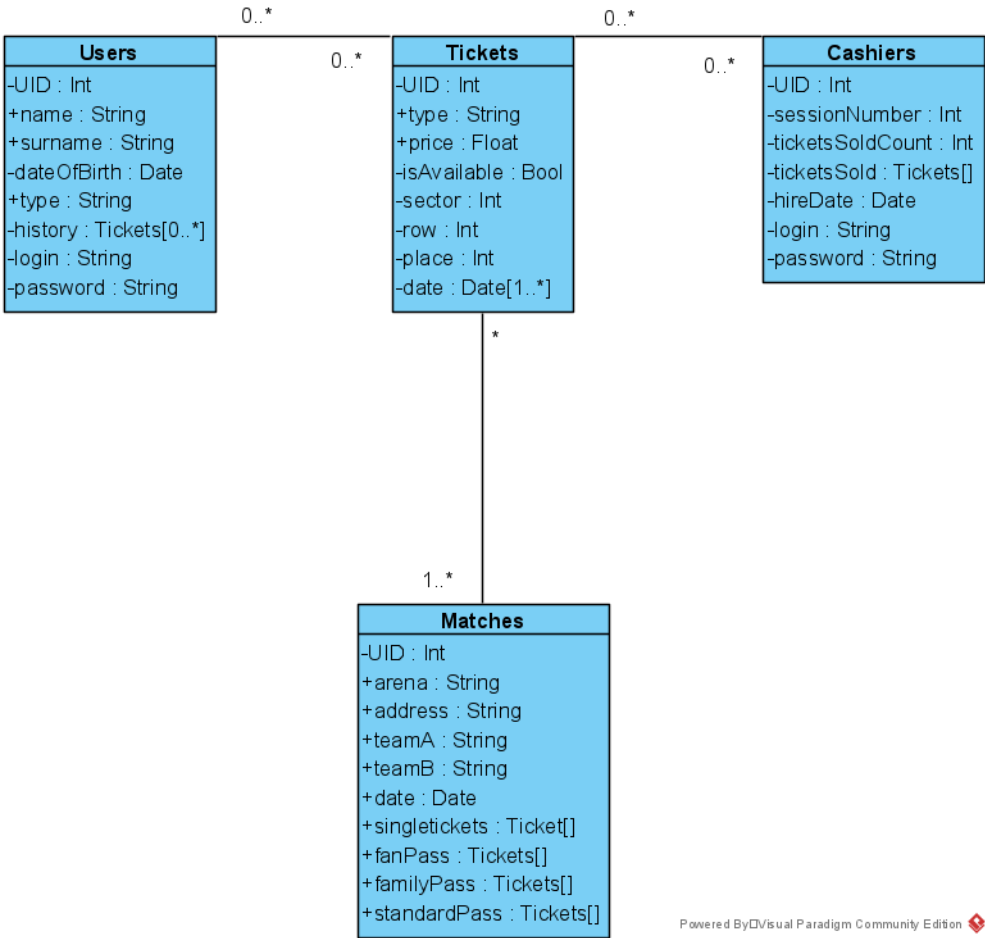 0..*
0..*
0..*
0..*
Users
-UID : Int
+name : String
+surname : String
-dateOfBirth : Date
+type : String
-history : Tickets[0..*]
-login : String
-password : String
Tickets
-UID : Int
+type : String
+price : Float
-isAvailable : Bool
-sector : Int
-row : Int
-place : Int
-date : Date[1..*]
Cashiers
-UID : Int
-sessionNumber : Int
-ticketsSoldCount : Int
-ticketsSold : Tickets[]
-hireDate : Date
-login : String
-password : String
*
1..*
Matches
-UID : Int
+arena : String
+address : String
+teamA : String
+teamB : String
+date : Date
+singletickets : Ticket[]
+fanPass : Tickets[]
+familyPass : Tickets[]
+standardPass : Tickets[]
Powered By□Visual Paradigm Community Edition